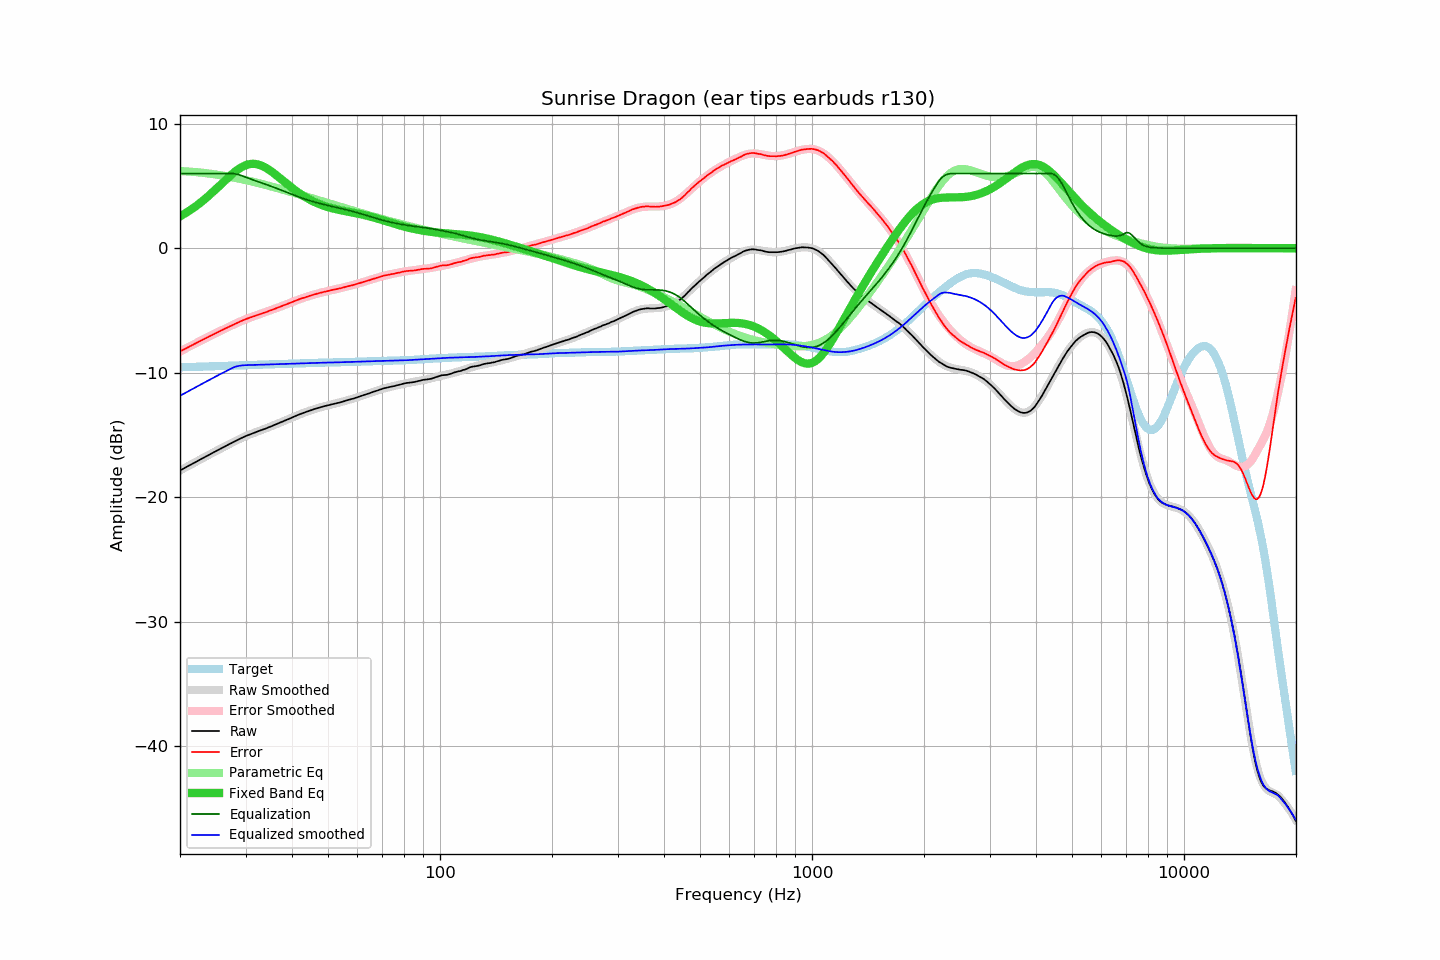 Sunrise Dragon (ear tips earbuds r130)
10
0
−10
−20
−30
−40
Amplitude (dBr)
Target
Raw Smoothed
Error Smoothed
Raw
Error
Parametric Eq
Fixed Band Eq
Equalization
Equalized smoothed
100
1000
10000
Frequency (Hz)